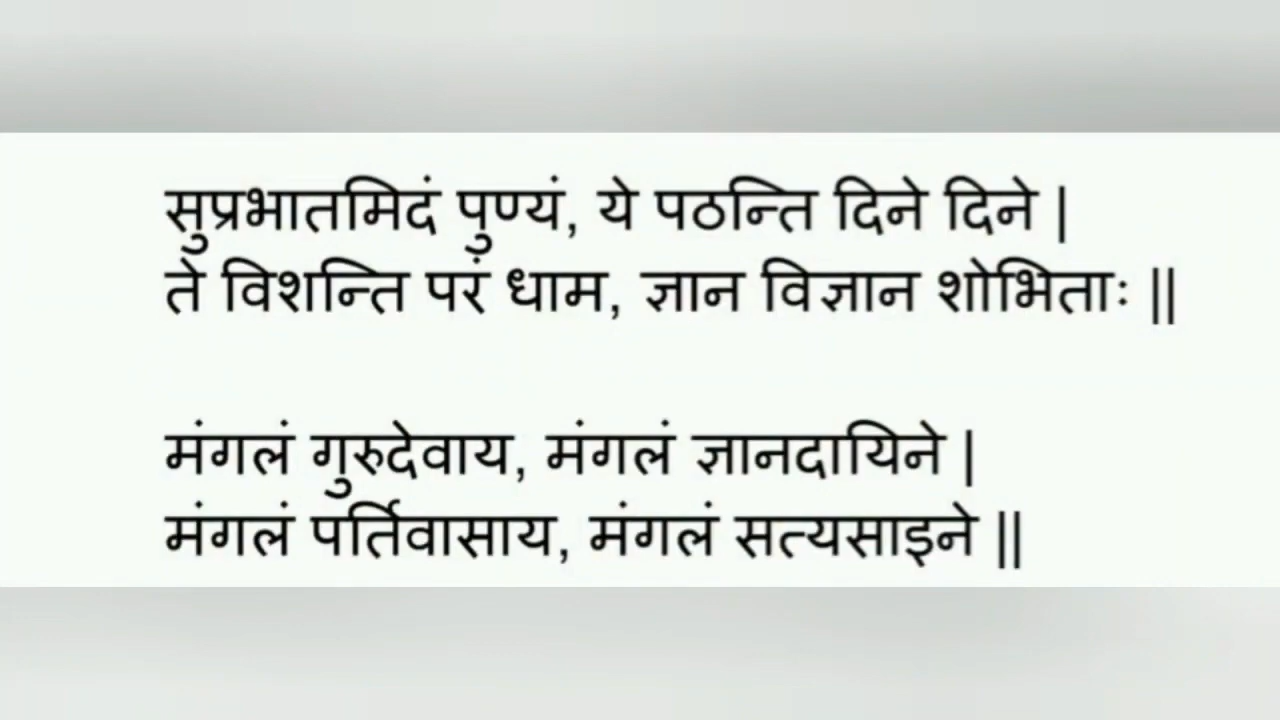 सुप्रभातमिदं पुण्यं, ये पठन्ति दिने दिने |
ते विशन्ति परं धाम, ज्ञान विज्ञान शोभिताः ||
मंगलं गुरुदेवाय, मंगलं ज्ञानदायिने |
मंगलं पर्तिवासाय, मंगलं सत्यसाइने ||